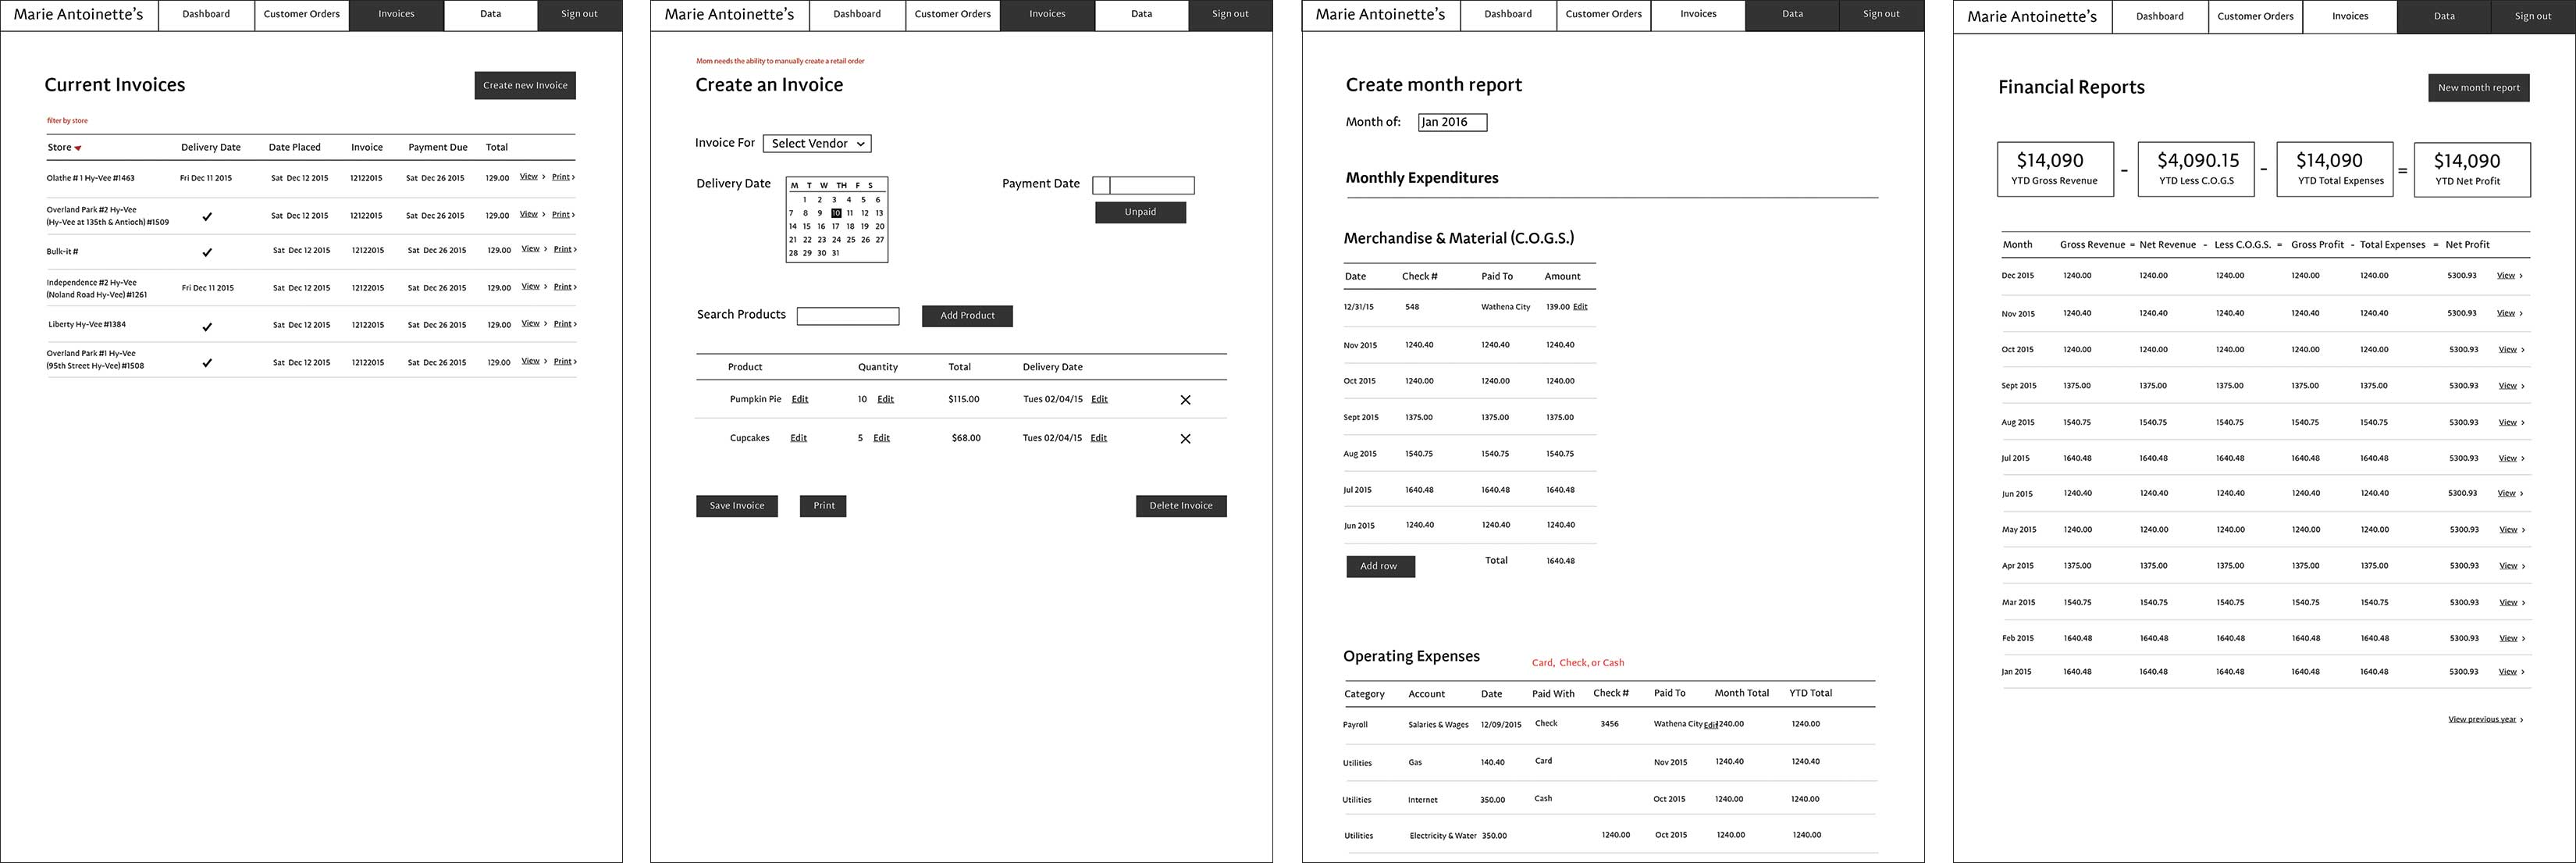 Marie Antoinette's Dashboard Customer Orders Invoices Data Sign out
Current Invoices
Create new Invoice
filter by store
Store Delivery Date Date Placed Invoice Payment Due Total
Olathe # 1 Hy-Vee #1463 Fri Dec 11 2015 Sat Dec 12 2015 12122015 Sat Dec 26 2015 129.00 View > Print >
Overland Park #2 Hy-Vee
(Hy-Vee at 135th & Antioch) #1509 ✓ Sat Dec 12 2015 12122015 Sat Dec 26 2015 129.00 View > Print >
Bulk-it # ✓ Sat Dec 12 2015 12122015 Sat Dec 26 2015 129.00 View > Print >
Independence #2 Hy-Vee
(Noland Road Hy-Vee) #1261 Fri Dec 11 2015 Sat Dec 12 2015 12122015 Sat Dec 26 2015 129.00 View > Print >
Liberty Hy-Vee #1384 ✓ Sat Dec 12 2015 12122015 Sat Dec 26 2015 129.00 View > Print >
Overland Park #1 Hy-Vee
(95th Street Hy-Vee) #1508 ✓ Sat Dec 12 2015 12122015 Sat Dec 26 2015 129.00 View > Print >
Marie Antoinette's Dashboard Customer Orders Invoices Data Sign out
Mom needs the ability to manually create a retail order
Create an Invoice
Invoice For Select Vendor
Delivery Date
M T W TH F S
1 2 3 4 5 6
7 8 9 10 11 12 13
14 15 16 17 18 19 20
21 22 23 24 25 26 27
28 29 30 31
Payment Date
Unpaid
Search Products Add Product
Product Quantity Total Delivery Date
Pumpkin Pie Edit 10 Edit $115.00 Tues 02/04/15 Edit ✕
Cupcakes Edit 5 Edit $68.00 Tues 02/04/15 Edit ✕
Save Invoice Print Delete Invoice
Marie Antoinette's Dashboard Customer Orders Invoices Data Sign out
Create month report
Month of: Jan 2016
Monthly Expenditures
Merchandise & Material (C.O.G.S.)
Date Check # Paid To Amount
12/31/15 548 Wathena City 139.00 Edit
Nov 2015 1240.40 1240.40 1240.40
Oct 2015 1240.00 1240.00 1240.00
Sept 2015 1375.00 1375.00 1375.00
Aug 2015 1540.75 1540.75 1540.75
Jul 2015 1640.48 1640.48 1640.48
Jun 2015 1240.40 1240.40 1240.40
Add row Total 1640.48
Operating Expenses Card, Check, or Cash
Category Account Date Paid With Check # Paid To Month Total YTD Total
Payroll Salaries & Wages 12/09/2015 Check 3456 Wathena City Edit 1240.00 1240.00
Utilities Gas 140.40 Card Nov 2015 1240.40 1240.40
Utilities Internet 350.00 Cash Oct 2015 1240.00 1240.00
Utilities Electricity & Water 350.00 1240.00 Oct 2015 1240.00 1240.00
Marie Antoinette's Dashboard Customer Orders Invoices Data Sign out
Financial Reports
New month report
$14,090 - $4,090.15 - $14,090 = $14,090
YTD Gross Revenue YTD Less C.O.G.S YTD Total Expenses YTD Net Profit
Month Gross Revenue = Net Revenue - Less C.O.G.S. = Gross Profit - Total Expenses = Net Profit
Dec 2015 1240.00 1240.00 1240.00 1240.00 1240.00 5300.93 View >
Nov 2015 1240.40 1240.40 1240.40 1240.40 1240.40 5300.93 View >
Oct 2015 1240.00 1240.00 1240.00 1240.00 1240.00 5300.93 View >
Sept 2015 1375.00 1375.00 1375.00 1375.00 1375.00 5300.93 View >
Aug 2015 1540.75 1540.75 1540.75 1540.75 1540.75 5300.93 View >
Jul 2015 1640.48 1640.48 1640.48 1640.48 1640.48 5300.93 View >
Jun 2015 1240.40 1240.40 1240.40 1240.40 1240.40 5300.93 View >
May 2015 1240.00 1240.00 1240.00 1240.00 1240.00 5300.93 View >
Apr 2015 1375.00 1375.00 1375.00 1375.00 1375.00 5300.93 View >
Mar 2015 1540.75 1540.75 1540.75 1540.75 1540.75 5300.93 View >
Feb 2015 1640.48 1640.48 1640.48 1640.48 1640.48 5300.93 View >
Jan 2015 1640.48 1640.48 1640.48 1640.48 1640.48 5300.93 View >
View previous year >